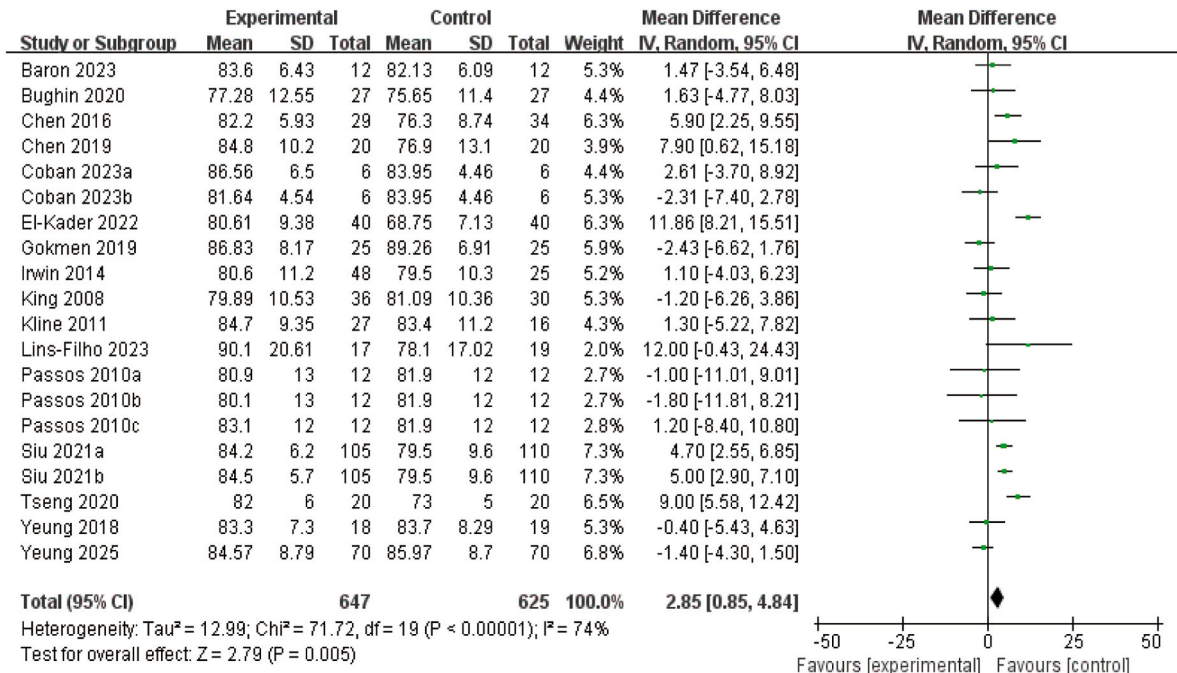 Experimental Control Mean Difference Mean Difference
Study or Subgroup Mean SD Total Mean SD Total Weight IV, Random, 95% CI IV, Random, 95% CI
Baron 2023 83.6 6.43 12 82.13 6.09 12 5.3% 1.47 [-3.54, 6.48]
Bughin 2020 77.28 12.55 27 75.65 11.4 27 4.4% 1.63 [-4.77, 8.03]
Chen 2016 82.2 5.93 29 76.3 8.74 34 6.3% 5.90 [2.25, 9.55]
Chen 2019 84.8 10.2 20 76.9 13.1 20 3.9% 7.90 [0.62, 15.18]
Coban 2023a 86.56 6.5 6 83.95 4.46 6 4.4% 2.61 [-3.70, 8.92]
Coban 2023b 81.64 4.54 6 83.95 4.46 6 5.2% -2.31 [-7.40, 2.78]
El-Kader 2022 80.61 9.38 40 68.75 7.13 40 6.3% 11.86 [8.21, 15.51]
Gokmen 2019 86.83 8.17 25 89.26 6.91 25 5.9% -2.43 [-6.62, 1.76]
Irwin 2014 80.6 11.2 48 79.5 10.3 25 5.2% 1.10 [-4.03, 6.23]
King 2008 79.89 10.53 36 81.09 10.36 30 5.3% -1.20 [-6.26, 3.86]
Kline 2011 84.7 9.35 27 83.4 11.2 16 4.3% 1.30 [-5.22, 7.82]
Lins-Filho 2023 90.1 20.61 17 78.1 17.02 19 2.0% 12.00 [-0.43, 24.43]
Passos 2010a 80.9 13 12 81.9 12 12 2.7% -1.00 [-11.01, 9.01]
Passos 2010b 80.1 13 12 81.9 12 12 2.7% -1.80 [-11.81, 8.21]
Passos 2010c 83.1 12 12 81.9 12 12 2.8% 1.20 [-8.40, 10.80]
Siu 2021a 84.2 6.2 105 79.5 9.6 110 7.3% 4.70 [2.55, 6.85]
Siu 2021b 84.5 5.7 105 79.5 9.6 110 7.3% 5.00 [2.90, 7.10]
Tseng 2020 82 6 20 73 5 20 6.5% 9.00 [5.58, 12.42]
Yeung 2018 83.3 7.3 18 83.7 8.29 19 5.3% -0.40 [-5.43, 4.63]
Yeung 2025 84.57 8.79 70 85.97 8.7 70 6.8% -1.40 [-4.30, 1.50]
Total (95% CI) 647 625 100.0% 2.85 [0.85, 4.84]
Heterogeneity: Tau² = 12.99; Chi² = 71.72, df = 19 (P < 0.00001); I² = 74%
Test for overall effect: Z = 2.79 (P = 0.005)
-50 -25 0 25 50
Favours [experimental] Favours [control]